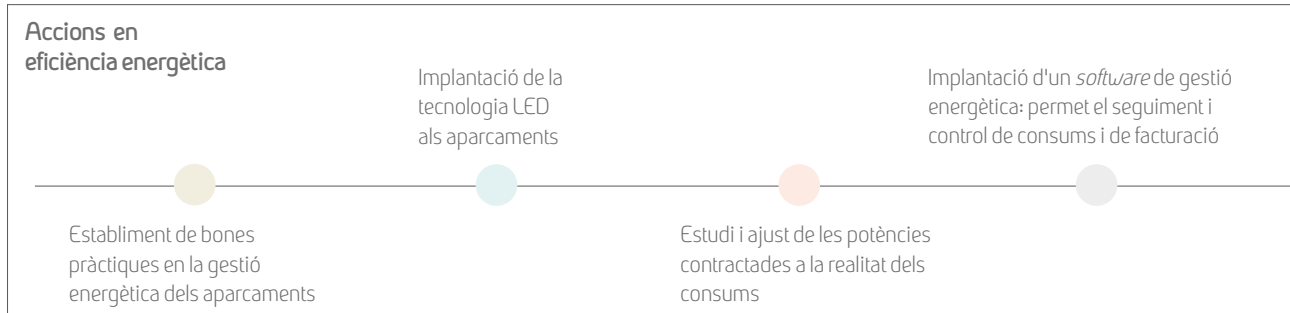 Accions en
eficiència energètica
Establiment de bones
pràctiques en la gestió
energètica dels aparcaments
Implantació de la
tecnologia LED
als aparcaments
Estudi i ajust de les potències
contractades a la realitat dels
consums
Implantació d'un software de gestió
energètica: permet el seguiment i
control de consums i de facturació